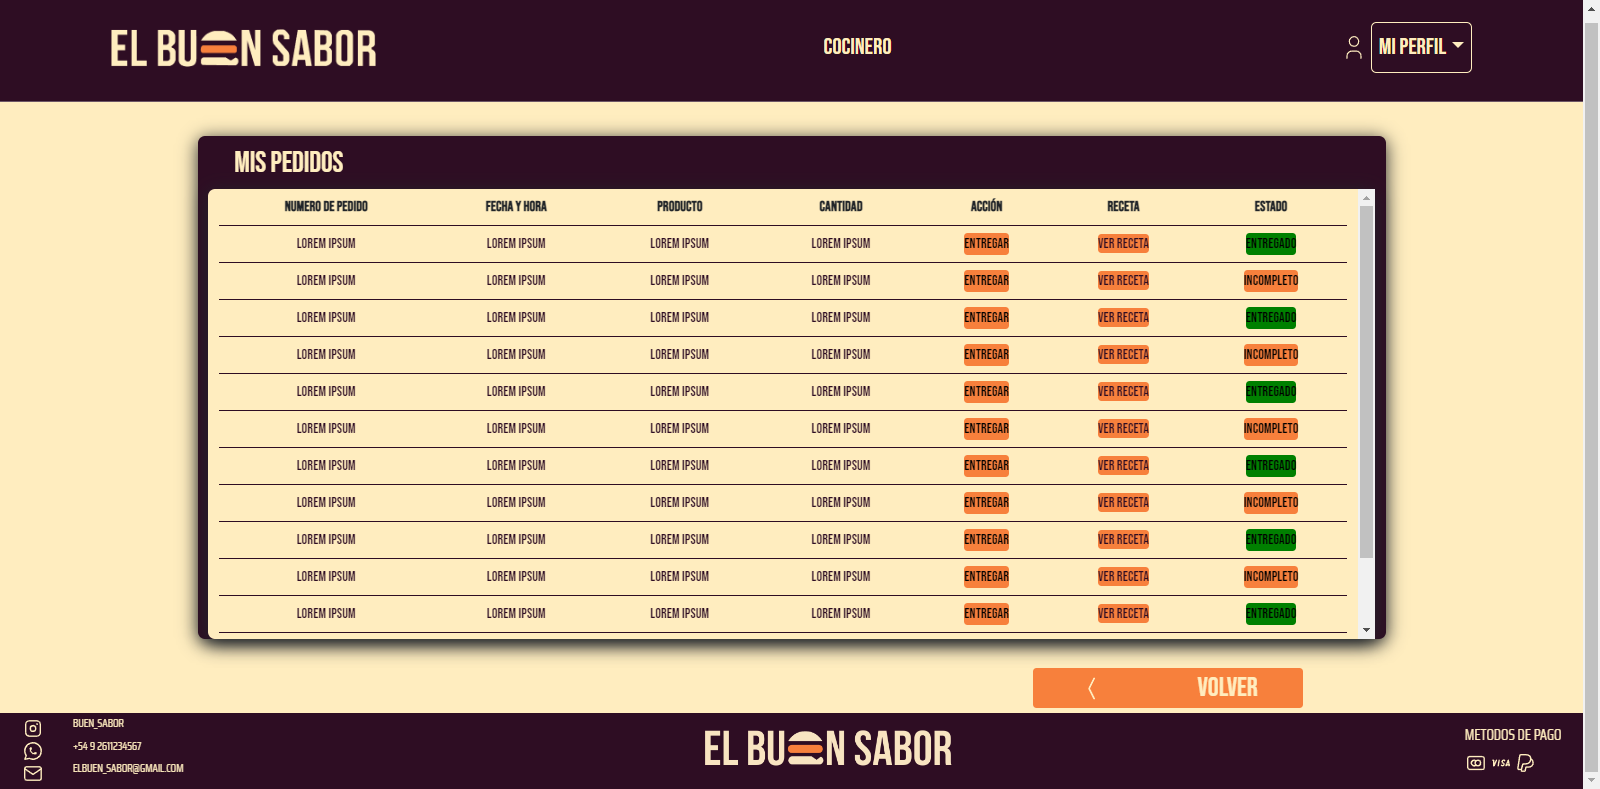 EL BUEN SABOR
COCINERO
MI PERFIL
MIS PEDIDOS
NUMERO DE PEDIDO FECHA Y HORA PRODUCTO CANTIDAD ACCIÓN RECETA ESTADO
LOREM IPSUM LOREM IPSUM LOREM IPSUM LOREM IPSUM ENTREGAR VER RECETA ENTREGADO
LOREM IPSUM LOREM IPSUM LOREM IPSUM LOREM IPSUM ENTREGAR VER RECETA INCOMPLETO
LOREM IPSUM LOREM IPSUM LOREM IPSUM LOREM IPSUM ENTREGAR VER RECETA ENTREGADO
LOREM IPSUM LOREM IPSUM LOREM IPSUM LOREM IPSUM ENTREGAR VER RECETA INCOMPLETO
LOREM IPSUM LOREM IPSUM LOREM IPSUM LOREM IPSUM ENTREGAR VER RECETA ENTREGADO
LOREM IPSUM LOREM IPSUM LOREM IPSUM LOREM IPSUM ENTREGAR VER RECETA INCOMPLETO
LOREM IPSUM LOREM IPSUM LOREM IPSUM LOREM IPSUM ENTREGAR VER RECETA ENTREGADO
LOREM IPSUM LOREM IPSUM LOREM IPSUM LOREM IPSUM ENTREGAR VER RECETA INCOMPLETO
LOREM IPSUM LOREM IPSUM LOREM IPSUM LOREM IPSUM ENTREGAR VER RECETA ENTREGADO
LOREM IPSUM LOREM IPSUM LOREM IPSUM LOREM IPSUM ENTREGAR VER RECETA INCOMPLETO
LOREM IPSUM LOREM IPSUM LOREM IPSUM LOREM IPSUM ENTREGAR VER RECETA ENTREGADO
VOLVER
BUEN_SABOR
+54 9 2611234567
ELBUEN_SABOR@GMAIL.COM
EL BUEN SABOR
METODOS DE PAGO
VISA